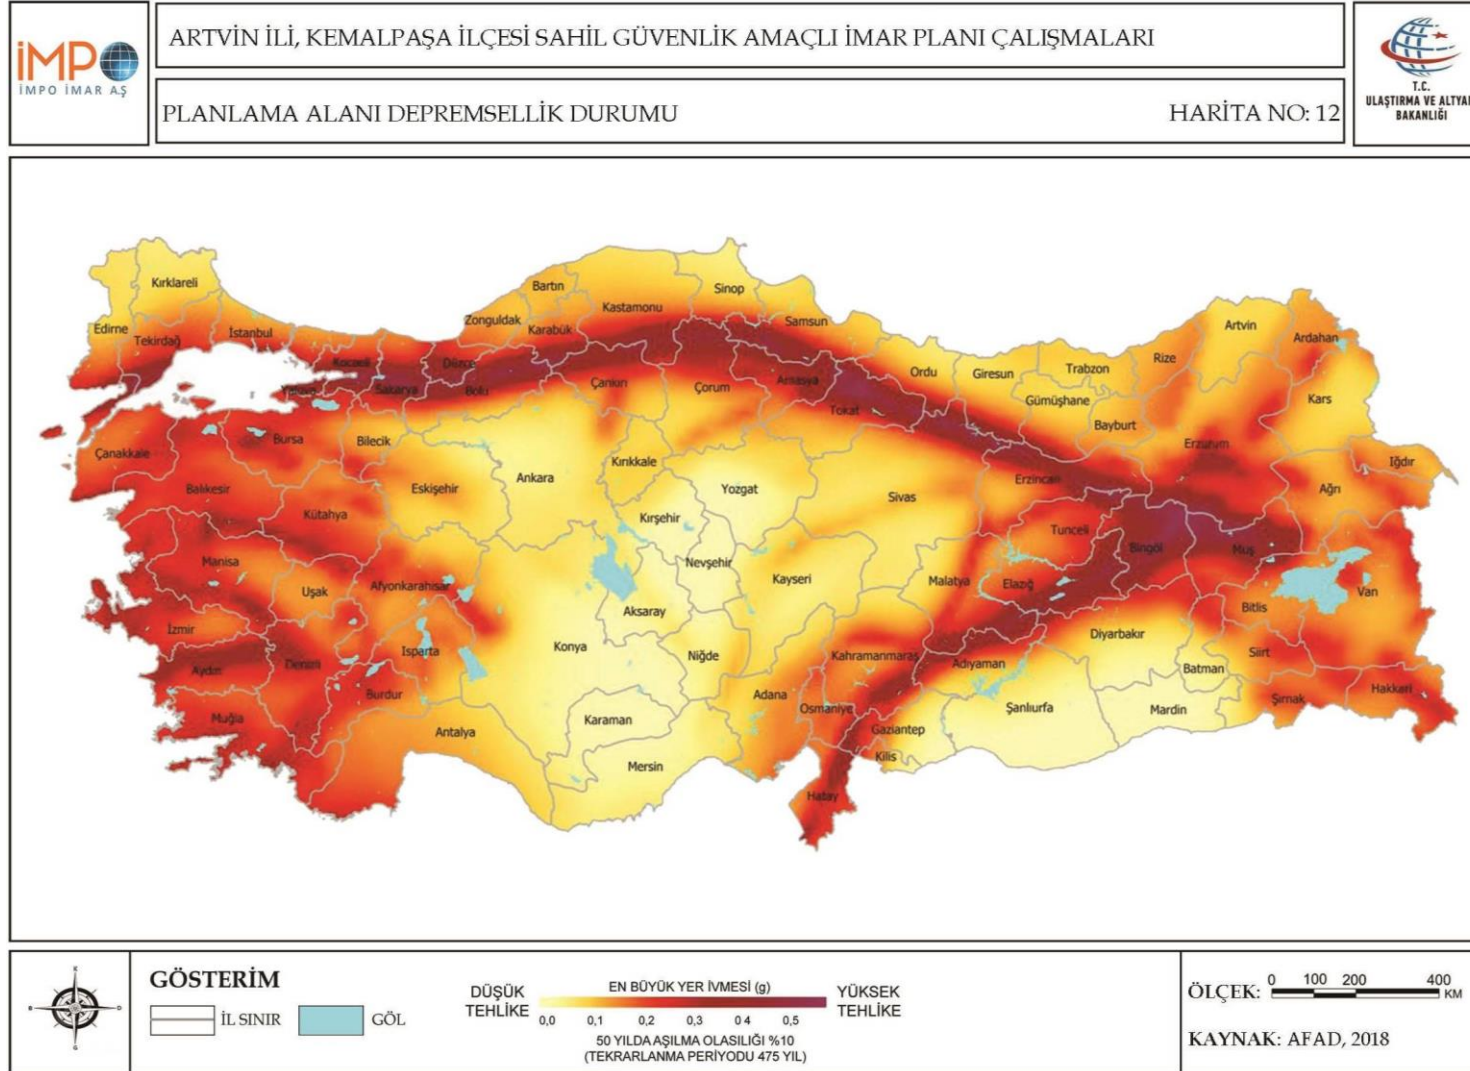 İMPO
İMPO İMAR A.Ş
ARTVİN İLİ, KEMALPAŞA İLÇESİ SAHİL GÜVENLİK AMAÇLI İMAR PLANI ÇALIŞMALARI
PLANLAMA ALANI DEPREMSELLİK DURUMU
HARİTA NO: 12
T.C.
ULAŞTIRMA VE ALTYAPI
BAKANLIĞI
Kırklareli
Edirne
Tekirdağ
İstanbul
Kocaeli
Yalova
Sakarya
Düzce
Bolu
Zonguldak
Bartın
Karabük
Kastamonu
Sinop
Samsun
Çankırı
Çorum
Amasya
Tokat
Ordu
Giresun
Trabzon
Gümüşhane
Bayburt
Rize
Artvin
Ardahan
Kars
Erzurum
Iğdır
Ağrı
Çanakkale
Bursa
Bilecik
Balıkesir
Kütahya
Eskişehir
Ankara
Kırıkkale
Yozgat
Kırşehir
Sivas
Erzincan
Tunceli
Bingöl
Muş
Manisa
Uşak
Afyonkarahisar
Nevşehir
Kayseri
Malatya
Elazığ
Bitlis
Van
İzmir
Aksaray
Aydın
Denizli
Isparta
Konya
Niğde
Kahramanmaraş
Adıyaman
Diyarbakır
Batman
Siirt
Burdur
Muğla
Antalya
Karaman
Adana
Osmaniye
Gaziantep
Şanlıurfa
Mardin
Şırnak
Hakkari
Mersin
Kilis
Hatay
K
B
D
G
GÖSTERİM
İL SINIR
GÖL
DÜŞÜK
TEHLİKE
EN BÜYÜK YER İVMESİ (g)
0,0 0,1 0,2 0,3 0 4 0,5
YÜKSEK
TEHLİKE
50 YILDA AŞILMA OLASILIĞI %10
(TEKRARLANMA PERİYODU 475 YIL)
ÖLÇEK: 0 100 200 400
KM
KAYNAK: AFAD, 2018